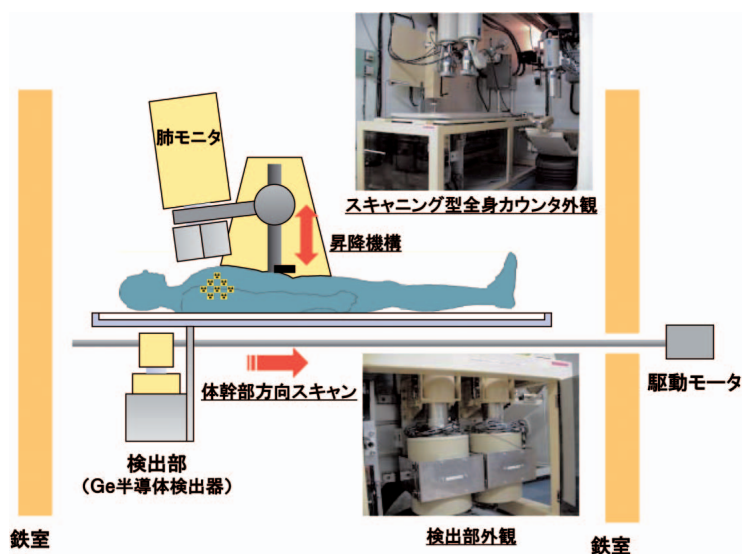 肺モニタ
スキャニング型全身カウンタ外観
昇降機構
体幹部方向スキャン
駆動モータ
検出部
（Ge半導体検出器）
検出部外観
鉄室
鉄室